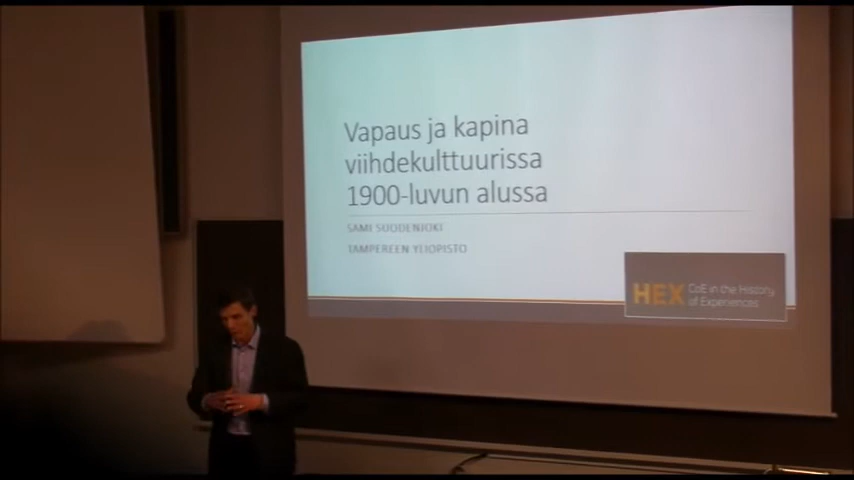 Vapaus ja kapina
viihdekulttuurissa
1900-luvun alussa
SAMI SUODENJOKI
TAMPEREEN YLIOPISTO
HEX CoE in the History
of Experiences